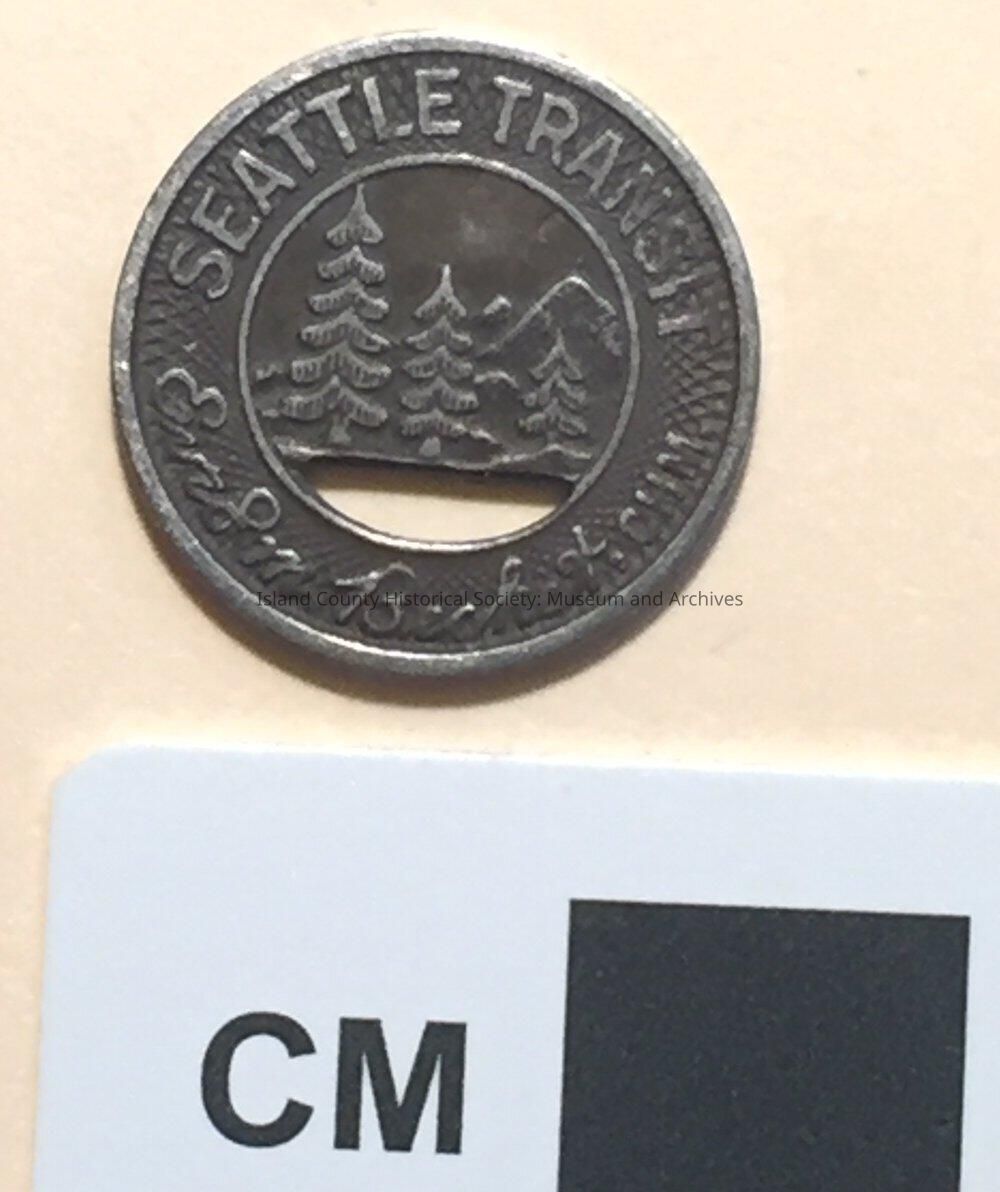 SEATTLE TRANSIT
Island County Historical Society: Museum and Archives
CM